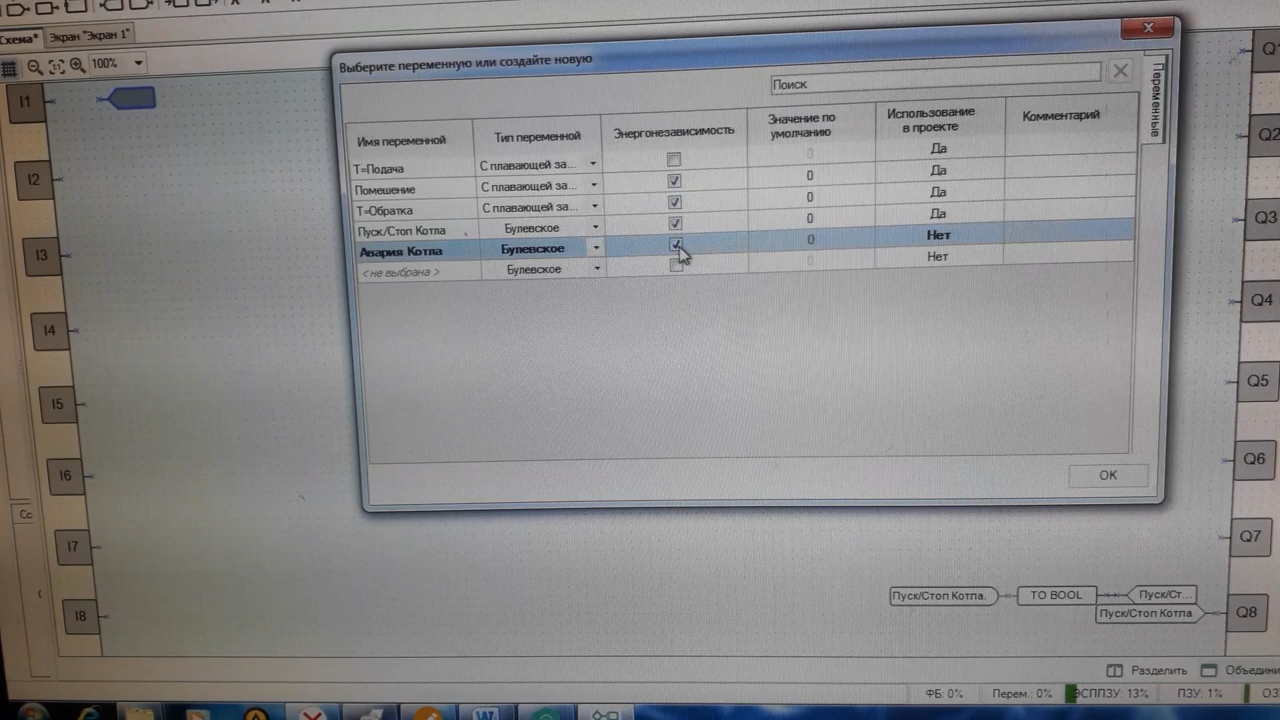 Схема* Экран "Экран 1"
100%
Выберите переменную или создайте новую
Поиск
Переменные
Имя переменной Тип переменной Энергонезависимость Значение по умолчанию Использование в проекте Комментарий
Т=Подача С плавающей за... 0 Да
Помешение С плавающей за... 0 Да
Т=Обратка С плавающей за... 0 Да
Пуск/Стоп Котла Булевское 0 Да
Авария Котла Булевское 0 Нет
<не выбрана> Булевское 0 Нет
OK
I1
I2
I3
I4
I5
I6
I7
I8
Сс
Q2
Q3
Q4
Q5
Q6
Q7
Q8
Пуск/Стоп Котла. TO BOOL Пуск/Ст...
Пуск/Стоп Котла
Разделить Объедини
ФБ: 0% Перем.: 0% ЭСППЗУ: 13% ПЗУ: 1% ОЗ